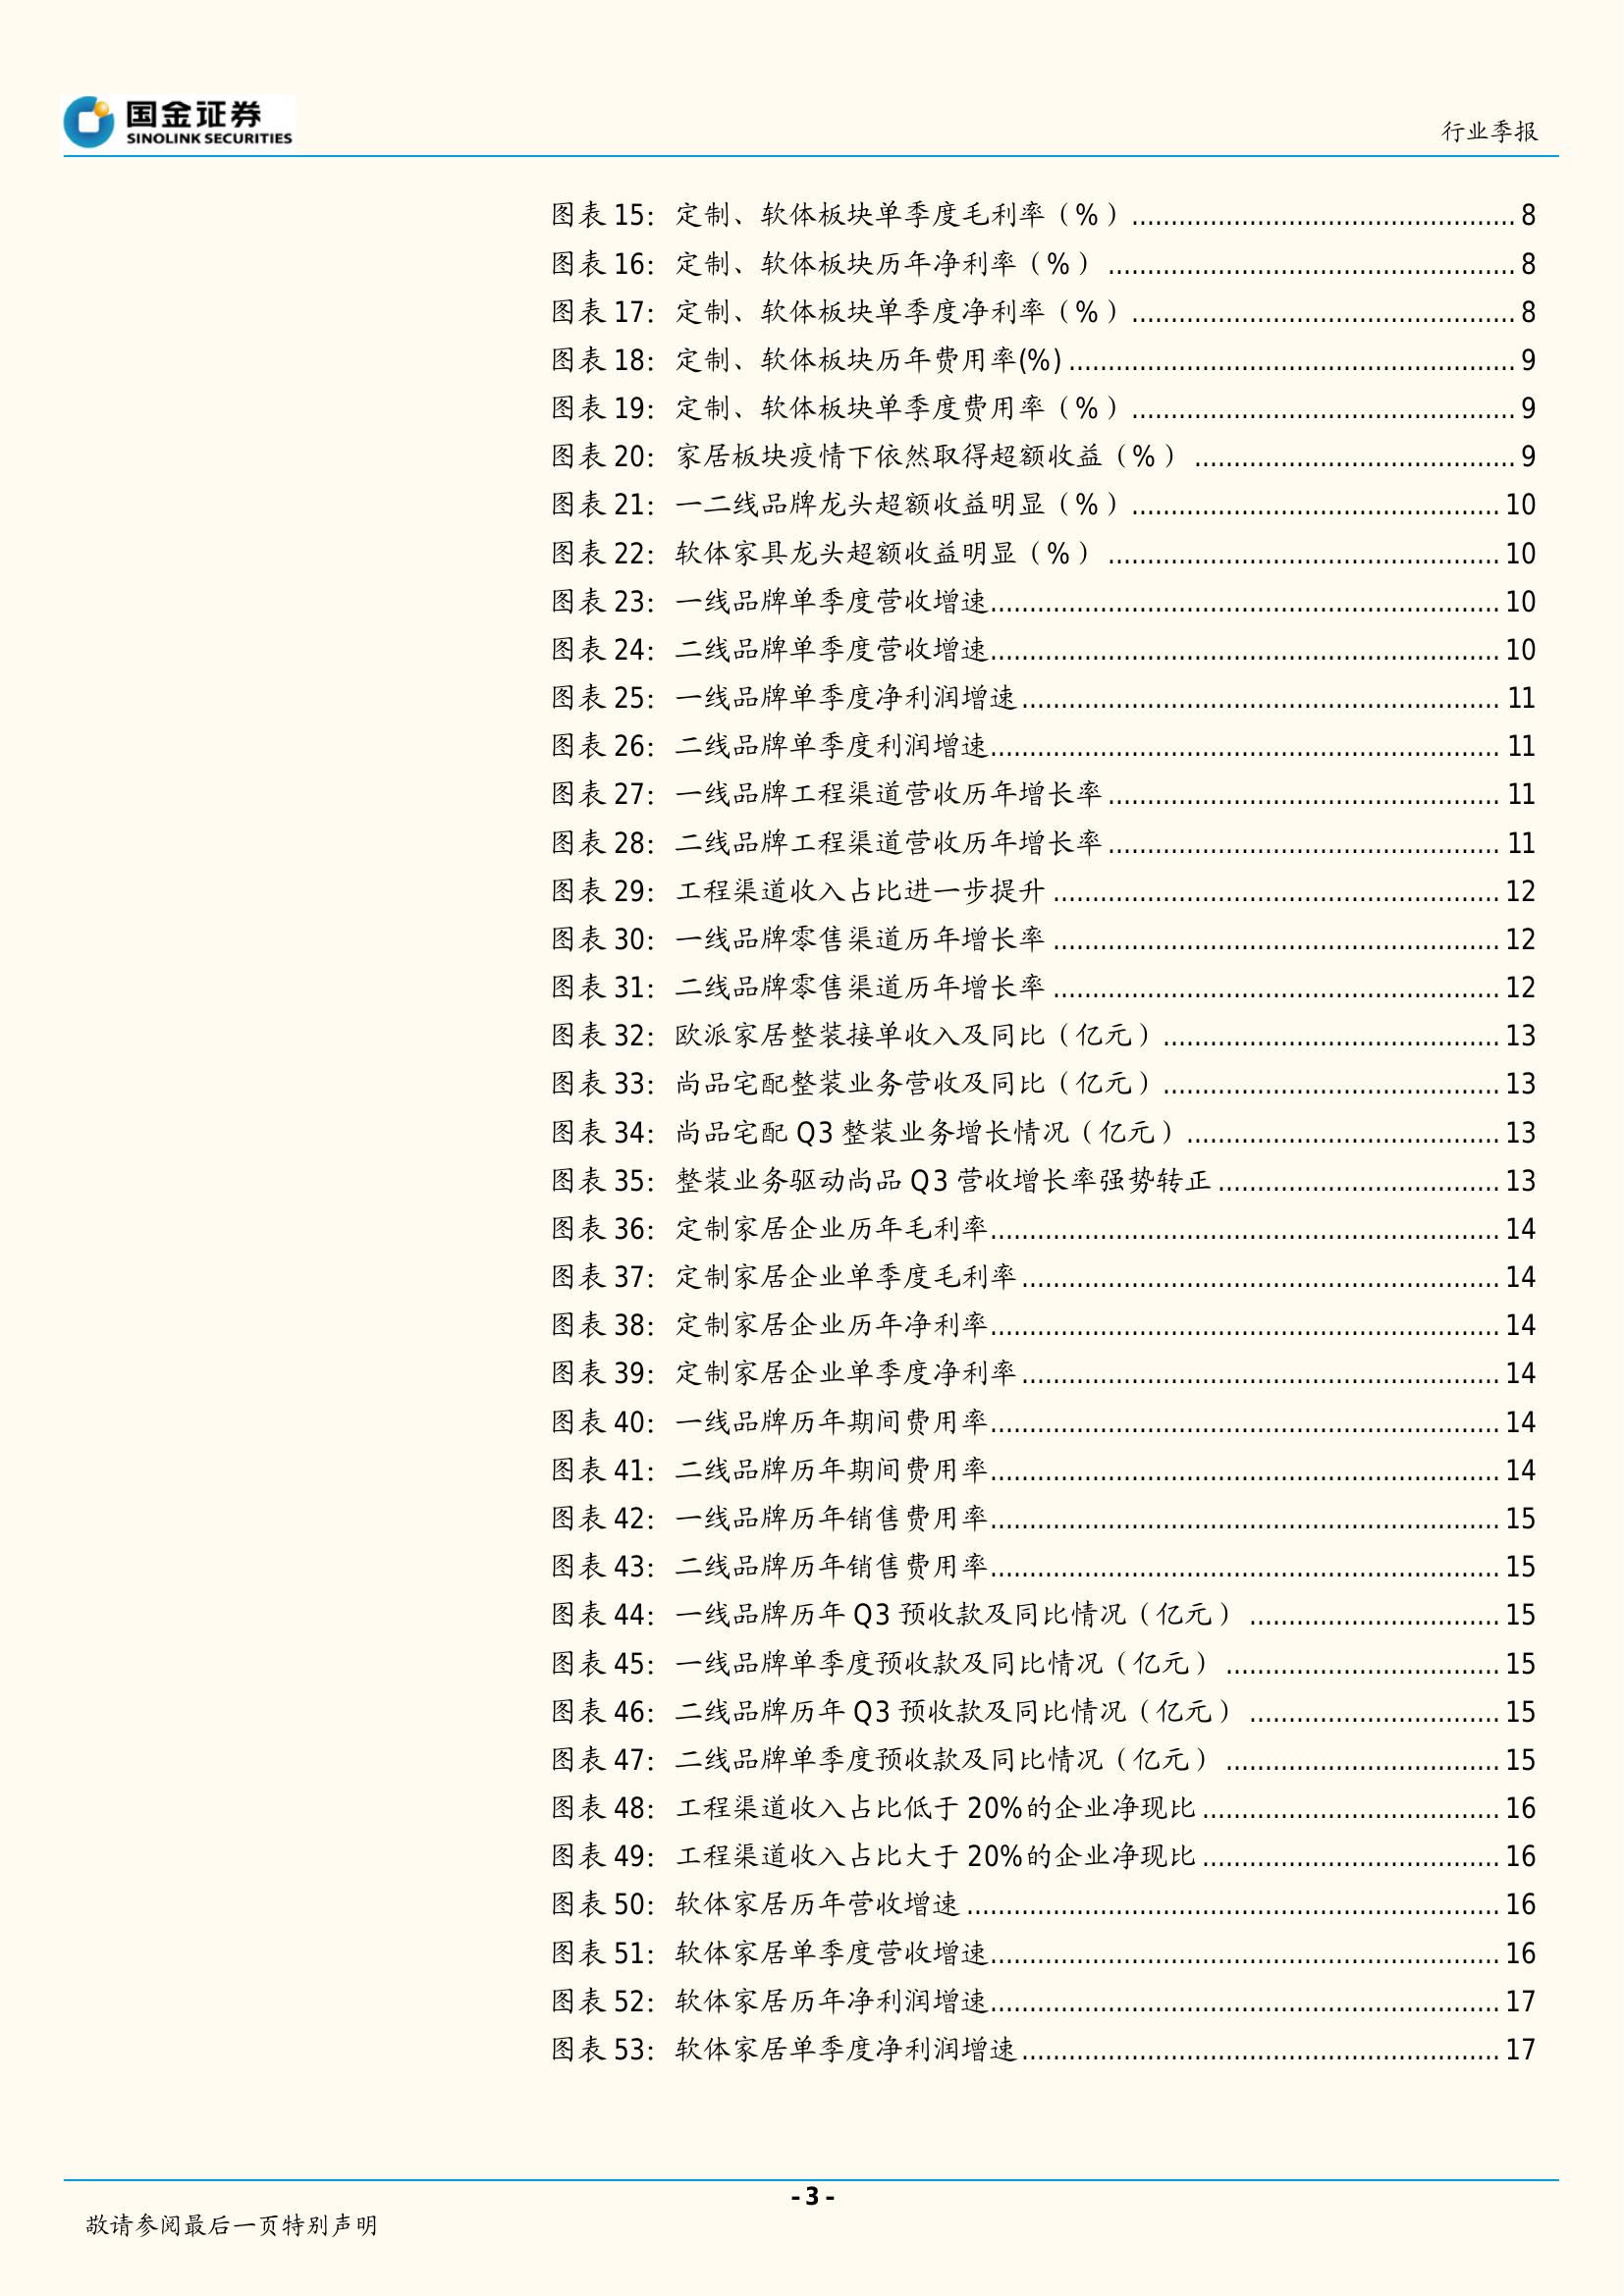 国金证券
SINOLINK SECURITIES
行业季报
图表 15：定制、软体板块单季度毛利率（%）................................................. 8
图表 16：定制、软体板块历年净利率（%）.................................................... 8
图表 17：定制、软体板块单季度净利率（%）................................................. 8
图表 18：定制、软体板块历年费用率(%)......................................................... 9
图表 19：定制、软体板块单季度费用率（%）................................................. 9
图表 20：家居板块疫情下依然取得超额收益（%）......................................... 9
图表 21：一二线品牌龙头超额收益明显（%）............................................... 10
图表 22：软体家具龙头超额收益明显（%）.................................................. 10
图表 23：一线品牌单季度营收增速................................................................. 10
图表 24：二线品牌单季度营收增速................................................................. 10
图表 25：一线品牌单季度净利润增速............................................................. 11
图表 26：二线品牌单季度利润增速................................................................. 11
图表 27：一线品牌工程渠道营收历年增长率.................................................. 11
图表 28：二线品牌工程渠道营收历年增长率.................................................. 11
图表 29：工程渠道收入占比进一步提升......................................................... 12
图表 30：一线品牌零售渠道历年增长率......................................................... 12
图表 31：二线品牌零售渠道历年增长率......................................................... 12
图表 32：欧派家居整装接单收入及同比（亿元）........................................... 13
图表 33：尚品宅配整装业务营收及同比（亿元）........................................... 13
图表 34：尚品宅配 Q3 整装业务增长情况（亿元）........................................ 13
图表 35：整装业务驱动尚品 Q3 营收增长率强势转正.................................... 13
图表 36：定制家居企业历年毛利率................................................................. 14
图表 37：定制家居企业单季度毛利率............................................................. 14
图表 38：定制家居企业历年净利率................................................................. 14
图表 39：定制家居企业单季度净利率............................................................. 14
图表 40：一线品牌历年期间费用率................................................................. 14
图表 41：二线品牌历年期间费用率................................................................. 14
图表 42：一线品牌历年销售费用率................................................................. 15
图表 43：二线品牌历年销售费用率................................................................. 15
图表 44：一线品牌历年 Q3 预收款及同比情况（亿元）................................ 15
图表 45：一线品牌单季度预收款及同比情况（亿元）................................... 15
图表 46：二线品牌历年 Q3 预收款及同比情况（亿元）................................ 15
图表 47：二线品牌单季度预收款及同比情况（亿元）................................... 15
图表 48：工程渠道收入占比低于 20%的企业净现比...................................... 16
图表 49：工程渠道收入占比大于 20%的企业净现比...................................... 16
图表 50：软体家居历年营收增速.................................................................... 16
图表 51：软体家居单季度营收增速................................................................. 16
图表 52：软体家居历年净利润增速................................................................. 17
图表 53：软体家居单季度净利润增速............................................................. 17
- 3 -
敬请参阅最后一页特别声明